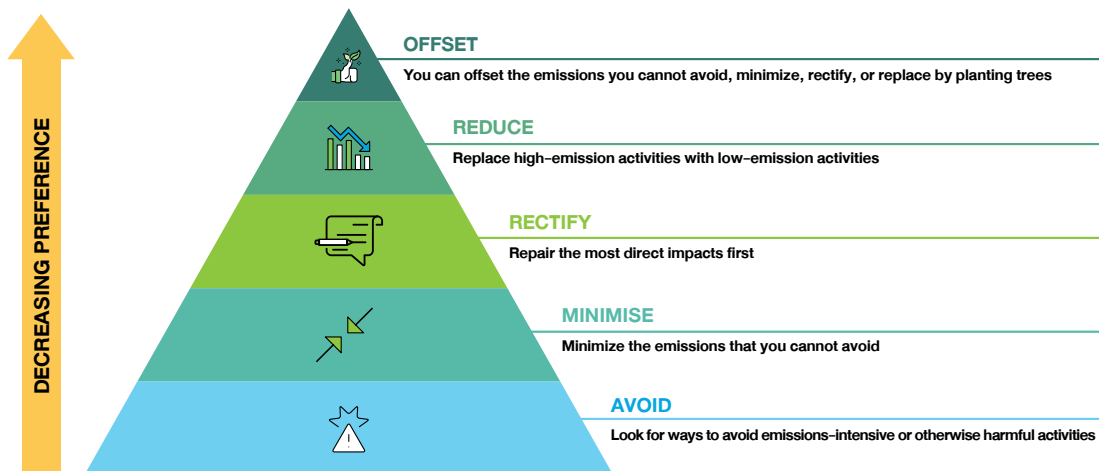 OFFSET
You can offset the emissions you cannot avoid, minimize, rectify, or replace by planting trees
REDUCE
Replace high-emission activities with low-emission activities
RECTIFY
Repair the most direct impacts first
MINIMISE
Minimize the emissions that you cannot avoid
AVOID
Look for ways to avoid emissions-intensive or otherwise harmful activities
DECREASING PREFERENCE